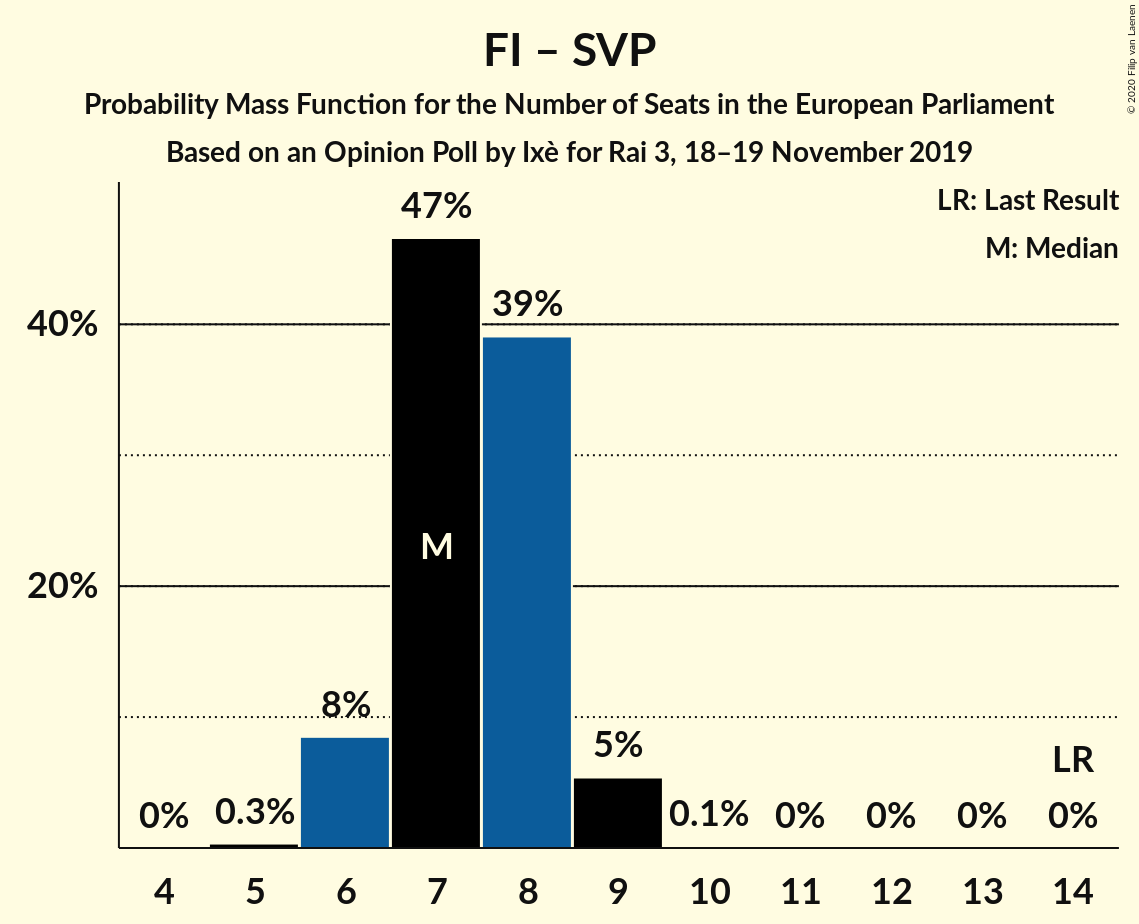 FI – SVP
Probability Mass Function for the Number of Seats in the European Parliament
Based on an Opinion Poll by Ixè for Rai 3, 18–19 November 2019
© 2020 Filip van Laenen
LR: Last Result
M: Median
47%
39%
40%
M
20%
8%
5%
LR
0%
0.3%
0.1%
0%
0%
0%
0%
4 5 6 7 8 9 10 11 12 13 14